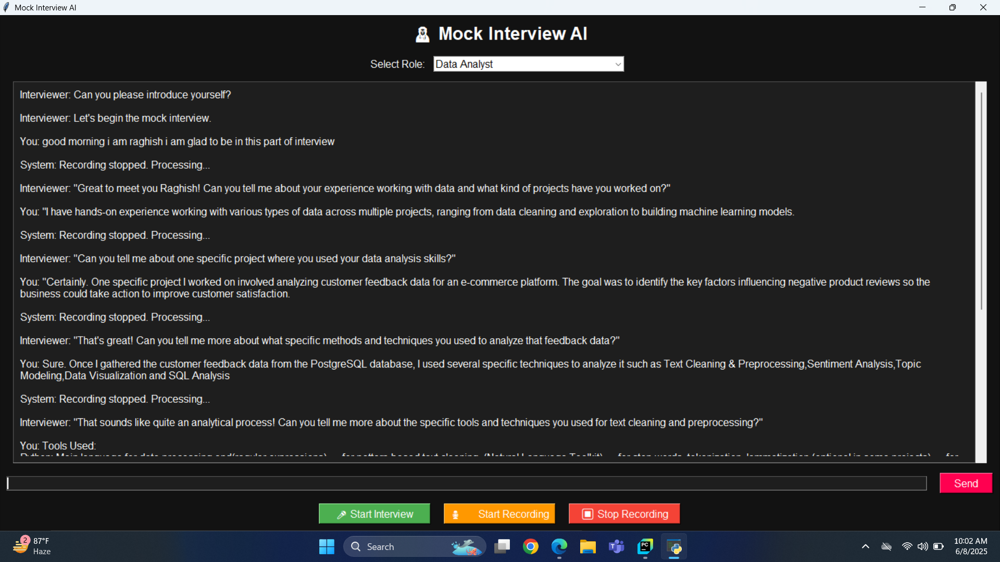 Mock Interview AI
Mock Interview AI
Select Role: Data Analyst
Interviewer: Can you please introduce yourself?
Interviewer: Let's begin the mock interview.
You: good morning i am raghish i am glad to be in this part of interview
System: Recording stopped. Processing...
Interviewer: "Great to meet you Raghish! Can you tell me about your experience working with data and what kind of projects have you worked on?"
You: "I have hands-on experience working with various types of data across multiple projects, ranging from data cleaning and exploration to building machine learning models.
System: Recording stopped. Processing...
Interviewer: "Can you tell me about one specific project where you used your data analysis skills?"
You: "Certainly. One specific project I worked on involved analyzing customer feedback data for an e-commerce platform. The goal was to identify the key factors influencing negative product reviews so the
business could take action to improve customer satisfaction.
System: Recording stopped. Processing...
Interviewer: "That's great! Can you tell me more about what specific methods and techniques you used to analyze that feedback data?"
You: Sure. Once I gathered the customer feedback data from the PostgreSQL database, I used several specific techniques to analyze it such as Text Cleaning & Preprocessing,Sentiment Analysis,Topic
Modeling,Data Visualization and SQL Analysis
System: Recording stopped. Processing...
Interviewer: "That sounds like quite an analytical process! Can you tell me more about the specific tools and techniques you used for text cleaning and preprocessing?"
You: Tools Used:
Send
Start Interview
Start Recording
Stop Recording
2
87°F
Haze
Search
PC
10:02 AM
6/8/2025